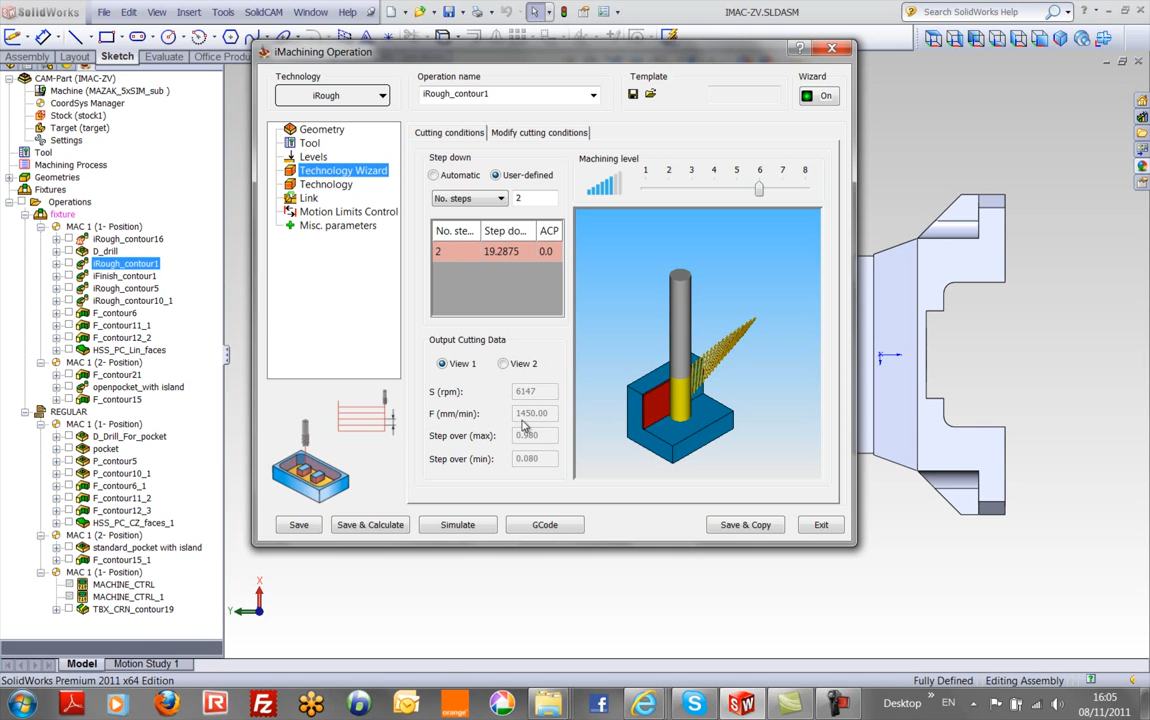 SolidWorks
File Edit View Insert Tools SolidCAM Window Help
IMAC-ZV.SLDASM
Search SolidWorks Help
Assembly Layout Sketch Evaluate Office Produ
CAM-Part (IMAC-ZV)
Machine (MAZAK_5xSIM_sub )
CoordSys Manager
Stock (stock1)
Target (target)
Settings
Tool
Machining Process
Geometries
Fixtures
Operations
fixture
MAC 1 (1- Position)
iRough_contour16
D_drill
iRough_contour1
iFinish_contour1
iRough_contour5
iRough_contour10_1
F_contour6
F_contour11_1
F_contour12_2
HSS_PC_Lin_faces
MAC 1 (2- Position)
F_contour21
openpocket_with island
F_contour15
REGULAR
MAC 1 (1- Position)
D_Drill_For_pocket
pocket
P_contour5
P_contour10_1
F_contour6_1
F_contour11_2
F_contour12_3
HSS_PC_CZ_faces_1
MAC 1 (2- Position)
standard_pocket with island
F_contour15_1
MAC 1 (1- Position)
MACHINE_CTRL
MACHINE_CTRL_1
TBX_CRN_contour19
iMachining Operation
Technology
iRough
Operation name
iRough_contour1
Template
Wizard
On
Geometry
Tool
Levels
Technology Wizard
Technology
Link
Motion Limits Control
Misc. parameters
Cutting conditions Modify cutting conditions
Step down
Automatic User-defined
No. steps 2
No. ste... Step do... ACP
2 19.2875 0.0
Machining level
1 2 3 4 5 6 7 8
Output Cutting Data
View 1 View 2
S (rpm): 6147
F (mm/min): 1450.00
Step over (max): 0.980
Step over (min): 0.080
Save Save & Calculate Simulate GCode Save & Copy Exit
X
Y
Model Motion Study 1
SolidWorks Premium 2011 x64 Edition
Fully Defined Editing Assembly
Desktop
EN
16:05
08/11/2011